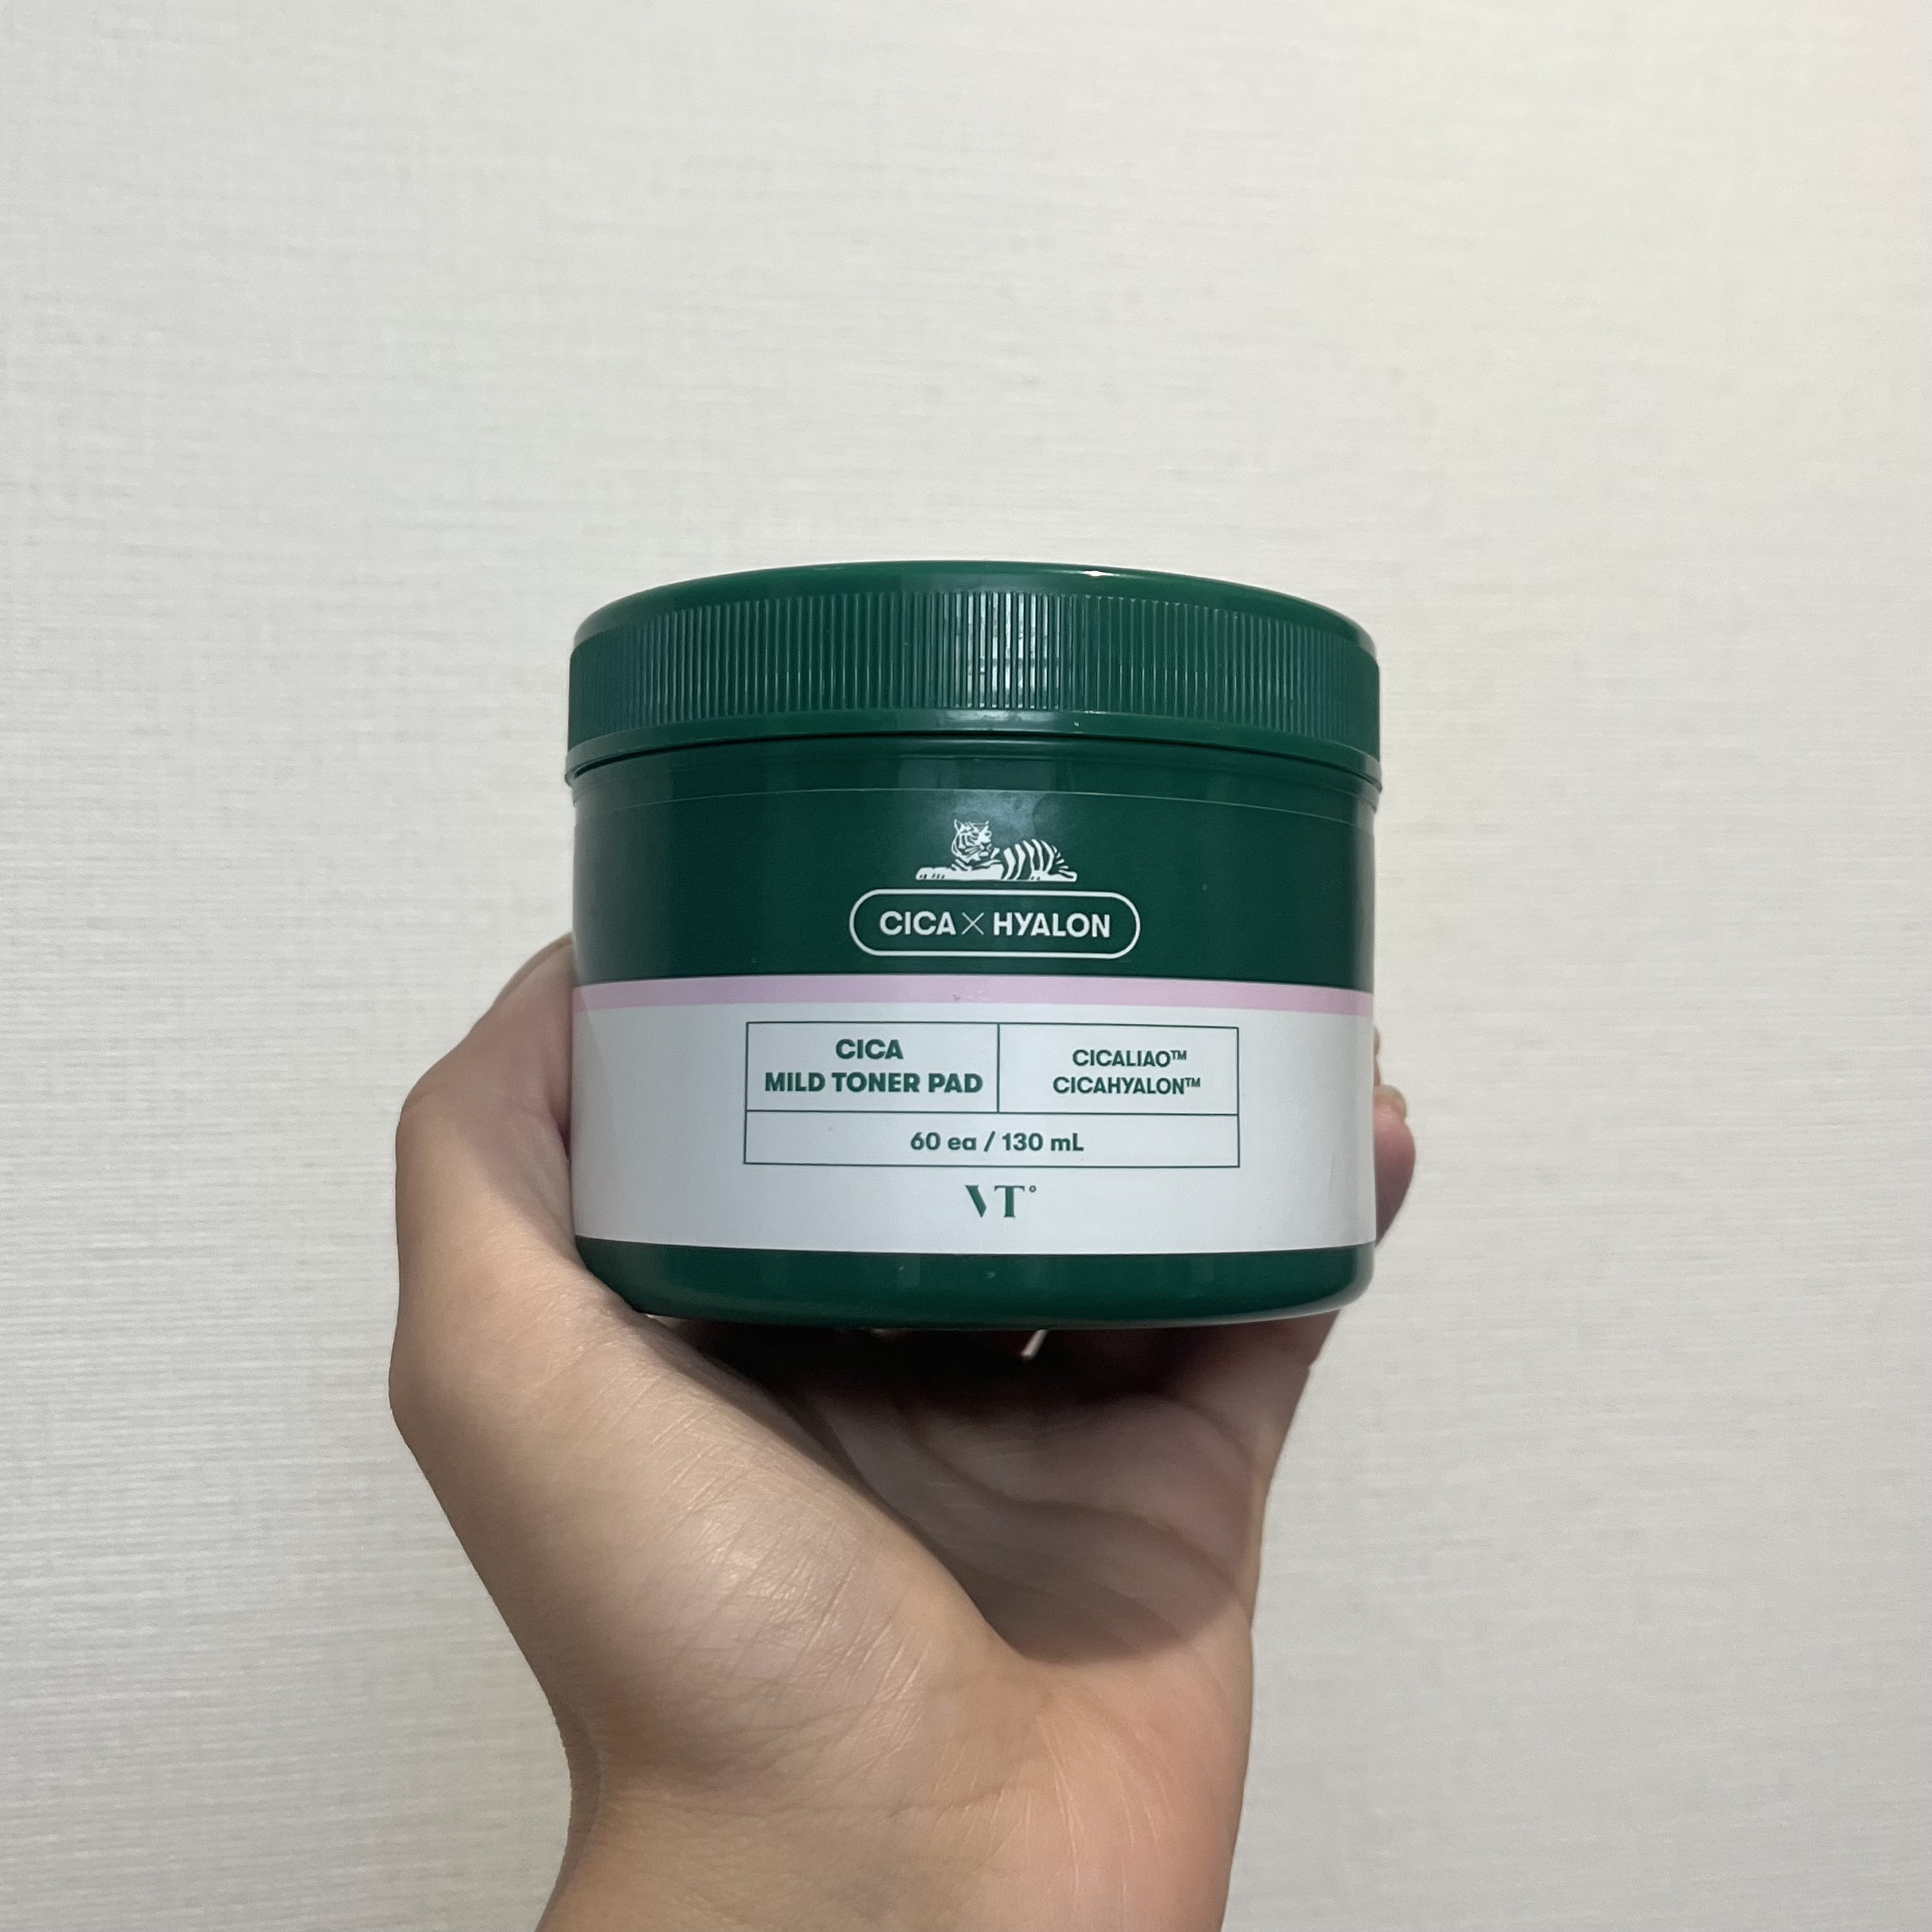 CICA × HYALON
CICA
MILD TONER PAD
CICALIAO™
CICAHYALON™
60 ea / 130 mL
VT°